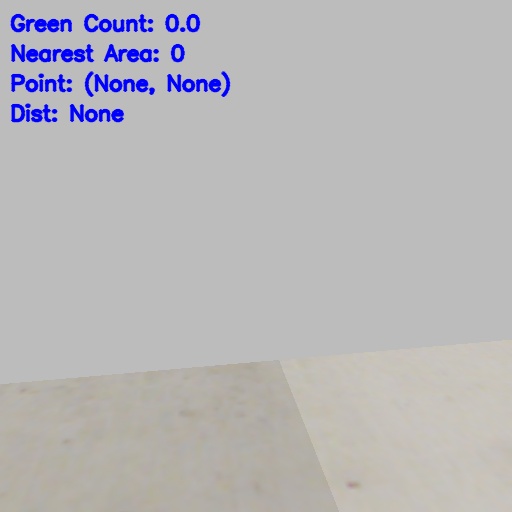 Green Count: 0.0
Nearest Area: 0
Point: (None, None)
Dist: None